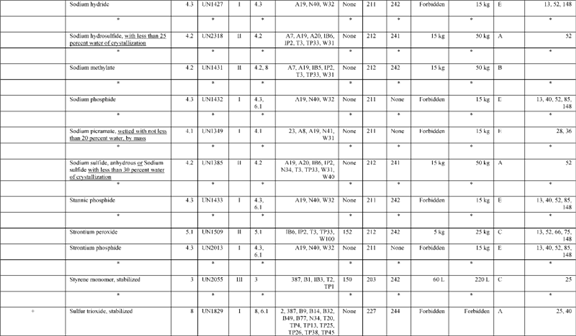 Sodium hydride 4.3 UN1427 I 4.3 A19, N40, W32 None 211 242 Forbidden 15 kg E 13, 52, 148
* * * * * * *
Sodium hydrosulfide, with less than 25 4.2 UN2318 II 4.2 A7, A19, A20, IB6, None 212 241 15 kg 50 kg A 52
percent water of crystallization IP2, T3, TP33, W31
* * * * * * *
Sodium methylate 4.2 UN1431 II 4.2, 8 A7, A19, IB5, IP2, None 212 242 15 kg 50 kg B
T3, TP33, W31
* * * * * * *
Sodium phosphide 4.3 UN1432 I 4.3, A19, N40, W32 None 211 None Forbidden 15 kg E 13, 40, 52, 85,
6.1 148
* * * * * * *
Sodium picramate, wetted with not less 4.1 UN1349 I 4.1 23, A8, A19, N41, None 211 None Forbidden 15 kg E 28, 36
than 20 percent water, by mass W31
* * * * * * *
Sodium sulfide, anhydrous or Sodium 4.2 UN1385 II 4.2 A19, A20, IB6, IP2, None 212 241 15 kg 50 kg A 52
sulfide with less than 30 percent water N34, T3, TP33, W31,
of crystallization W40
* * * * * * *
Stannic phosphide 4.3 UN1433 I 4.3, A19, N40, W32 None 211 242 Forbidden 15 kg E 13, 40, 52, 85,
6.1 148
* * * * * * *
Strontium peroxide 5.1 UN1509 II 5.1 IB6, IP2, T3, TP33, 152 212 242 5 kg 25 kg C 13, 52, 66, 75,
W100 148
Strontium phosphide 4.3 UN2013 I 4.3, A19, N40, W32 None 211 None Forbidden 15 kg E 13, 40, 52, 85,
6.1 148
* * * * * * *
Styrene monomer, stabilized 3 UN2055 III 3 387, B1, IB3, T2, 150 203 242 60 L 220 L C 25
TP1
* * * * * * *
+ Sulfur trioxide, stabilized 8 UN1829 I 8, 6.1 2, 387, B9, B14, B32, None 227 244 Forbidden Forbidden A 25, 40
B49, B77, N34, T20,
TP4, TP13, TP25,
TP26, TP38, TP45